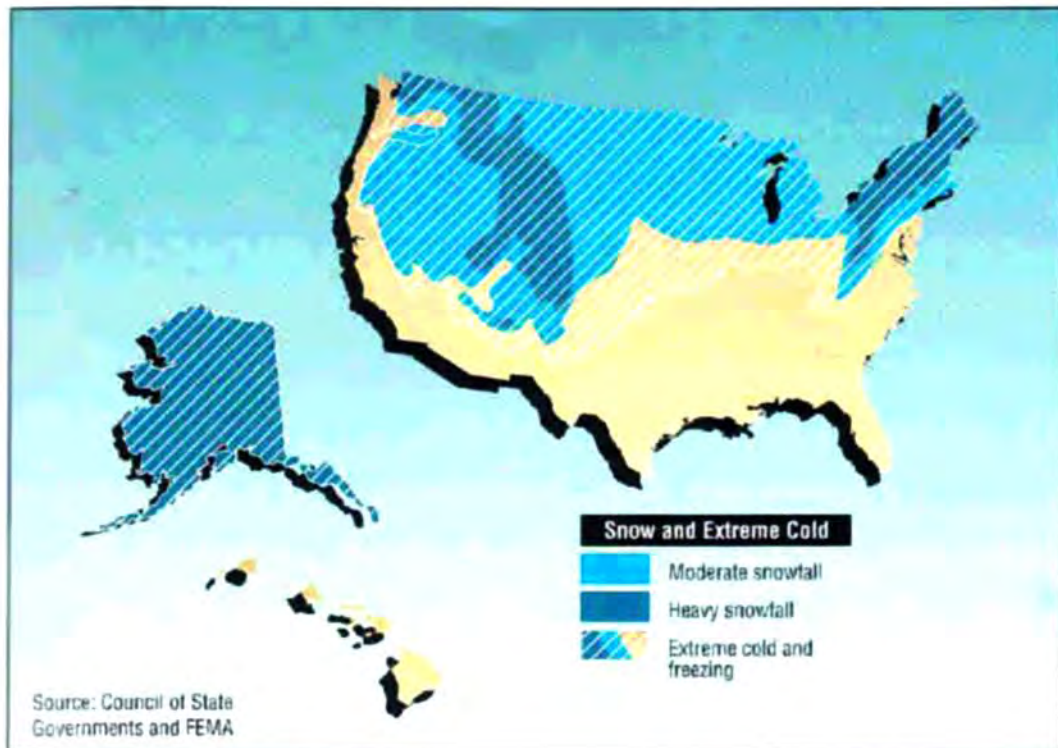 Snow and Extreme Cold
Moderate snowfall
Heavy snowfall
Extreme cold and
freezing
Source: Council of State
Governments and FEMA